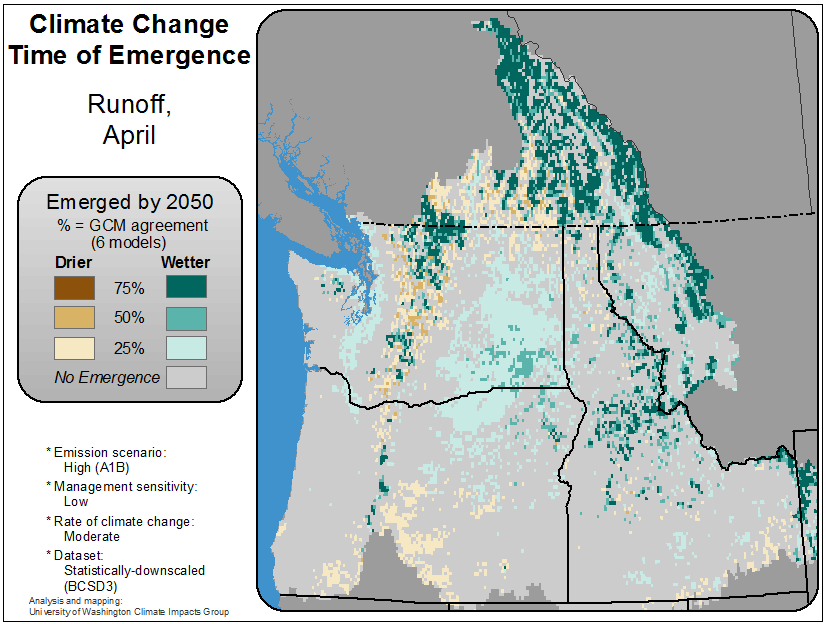 Climate Change
Time of Emergence
Runoff,
April
Emerged by 2050
% = GCM agreement
(6 models)
Drier Wetter
75%
50%
25%
No Emergence
* Emission scenario:
High (A1B)
* Management sensitivity:
Low
* Rate of climate change:
Moderate
* Dataset:
Statistically-downscaled
(BCSD3)
Analysis and mapping:
University of Washington Climate Impacts Group